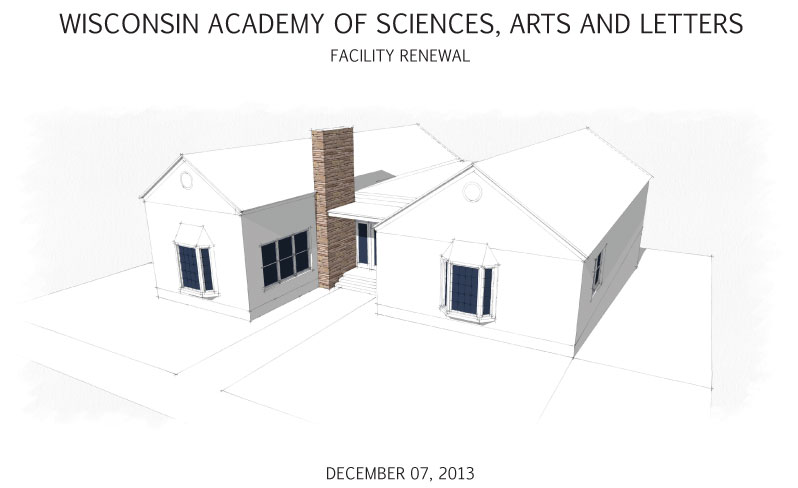 WISCONSIN ACADEMY OF SCIENCES, ARTS AND LETTERS
FACILITY RENEWAL
DECEMBER 07, 2013